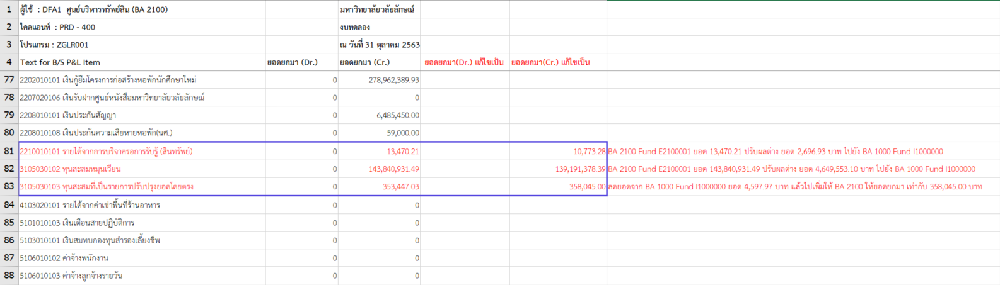 1 ผู้ใช้ : DFA1 ศูนย์บริหารทรัพย์สิน (BA 2100) มหาวิทยาลัยวลัยลักษณ์
2 ไคลแอนท์ : PRD - 400 งบทดลอง
3 โปรแกรม : ZGLR001 ณ วันที่ 31 ตุลาคม 2563
4 Text for B/S P&L Item ยอดยกมา (Dr.) ยอดยกมา (Cr.) ยอดยกมา(Dr.) แก้ไขเป็น ยอดยกมา(Cr.) แก้ไขเป็น
77 2202010101 เงินกู้ยืมโครงการก่อสร้างหอพักนักศึกษาใหม่ 0 278,962,389.93
78 2207020106 เงินรับฝากศูนย์หนังสือมหาวิทยาลัยวลัยลักษณ์ 0 0
79 2208010101 เงินประกันสัญญา 0 6,485,450.00
80 2208010108 เงินประกันความเสียหายหอพัก(นศ.) 0 59,000.00
81 2210010101 รายได้จากการบริจาครอการรับรู้ (สินทรัพย์) 0 13,470.21 10,773.28 BA 2100 Fund E2100001 ยอด 13,470.21 ปรับผลต่าง ยอด 2,696.93 บาท ไปยัง BA 1000 Fund I1000000
82 3105030102 ทุนสะสมหมุนเวียน 0 143,840,931.49 139,191,378.39 BA 2100 Fund E2100001 ยอด 143,840,931.49 ปรับผลต่าง ยอด 4,649,553.10 บาท ไปยัง BA 1000 Fund I1000000
83 3105030103 ทุนสะสมที่เป็นรายการปรับปรุงยอดโดยตรง 0 353,447.03 358,045.00 ลดยอดจาก BA 1000 Fund I1000000 ยอด 4,597.97 บาท แล้วไปเพิ่มให้ BA 2100 ให้ยอดยกมา เท่ากับ 358,045.00 บาท
84 4103020101 รายได้จากค่าเช่าพื้นที่ร้านอาหาร 0 0
85 5101010103 เงินเดือนสายปฏิบัติการ 0 0
86 5103010101 เงินสมทบกองทุนสำรองเลี้ยงชีพ 0 0
87 5106010102 ค่าจ้างพนักงาน 0 0
88 5106010103 ค่าจ้างลูกจ้างรายวัน 0 0